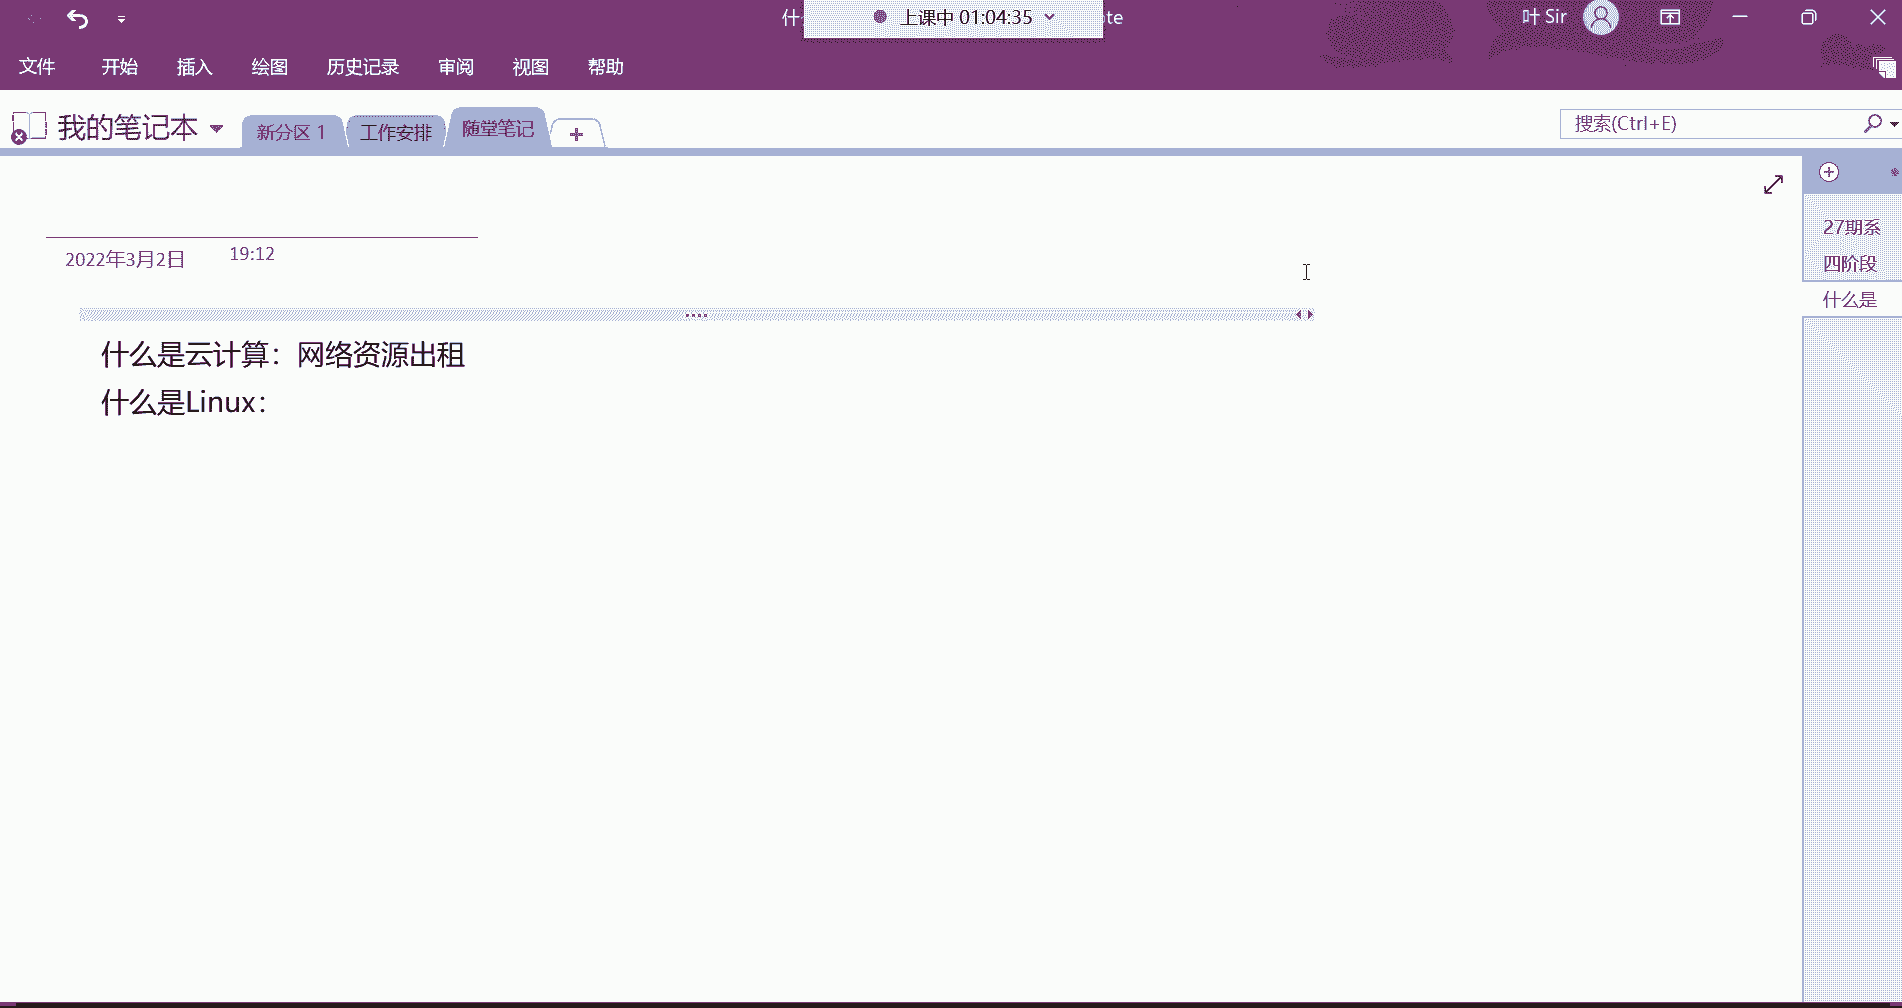 什
上课中 01:04:35
te
叶 Sir
文件 开始 插入 绘图 历史记录 审阅 视图 帮助
我的笔记本
新分区 1
工作安排
随堂笔记
搜索(Ctrl+E)
2022年3月2日 19:12
什么是云计算：网络资源出租
什么是Linux：
27期系
四阶段
什么是